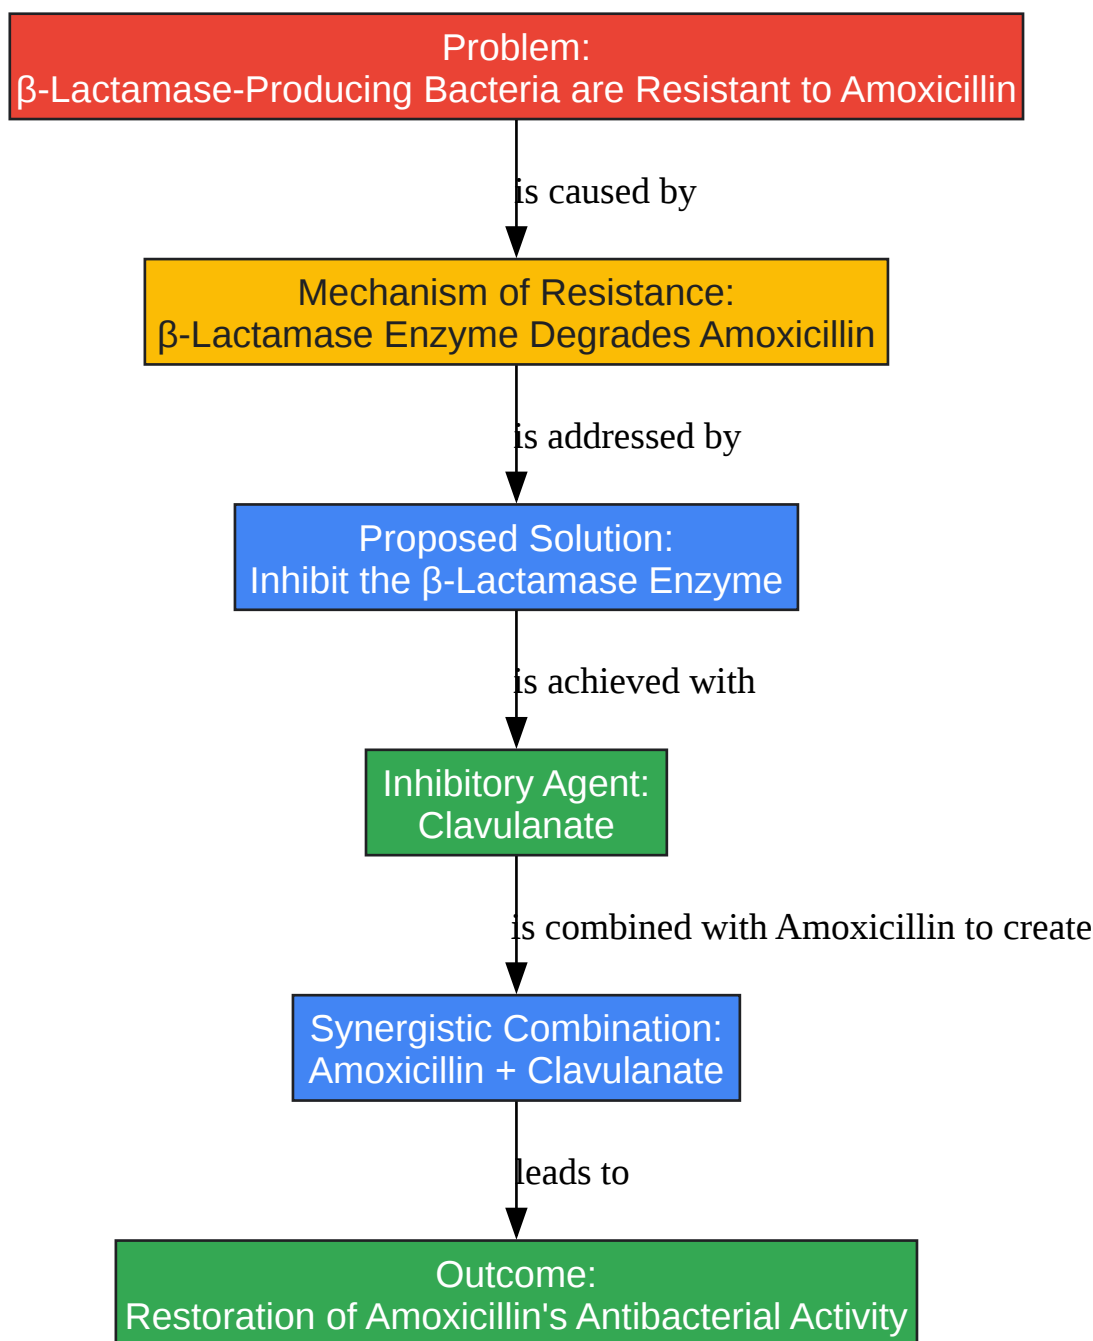 Problem:
β-Lactamase-Producing Bacteria are Resistant to Amoxicillin
is caused by
Mechanism of Resistance:
β-Lactamase Enzyme Degrades Amoxicillin
is addressed by
Proposed Solution:
Inhibit the β-Lactamase Enzyme
is achieved with
Inhibitory Agent:
Clavulanate
is combined with Amoxicillin to create
Synergistic Combination:
Amoxicillin + Clavulanate
leads to
Outcome:
Restoration of Amoxicillin's Antibacterial Activity